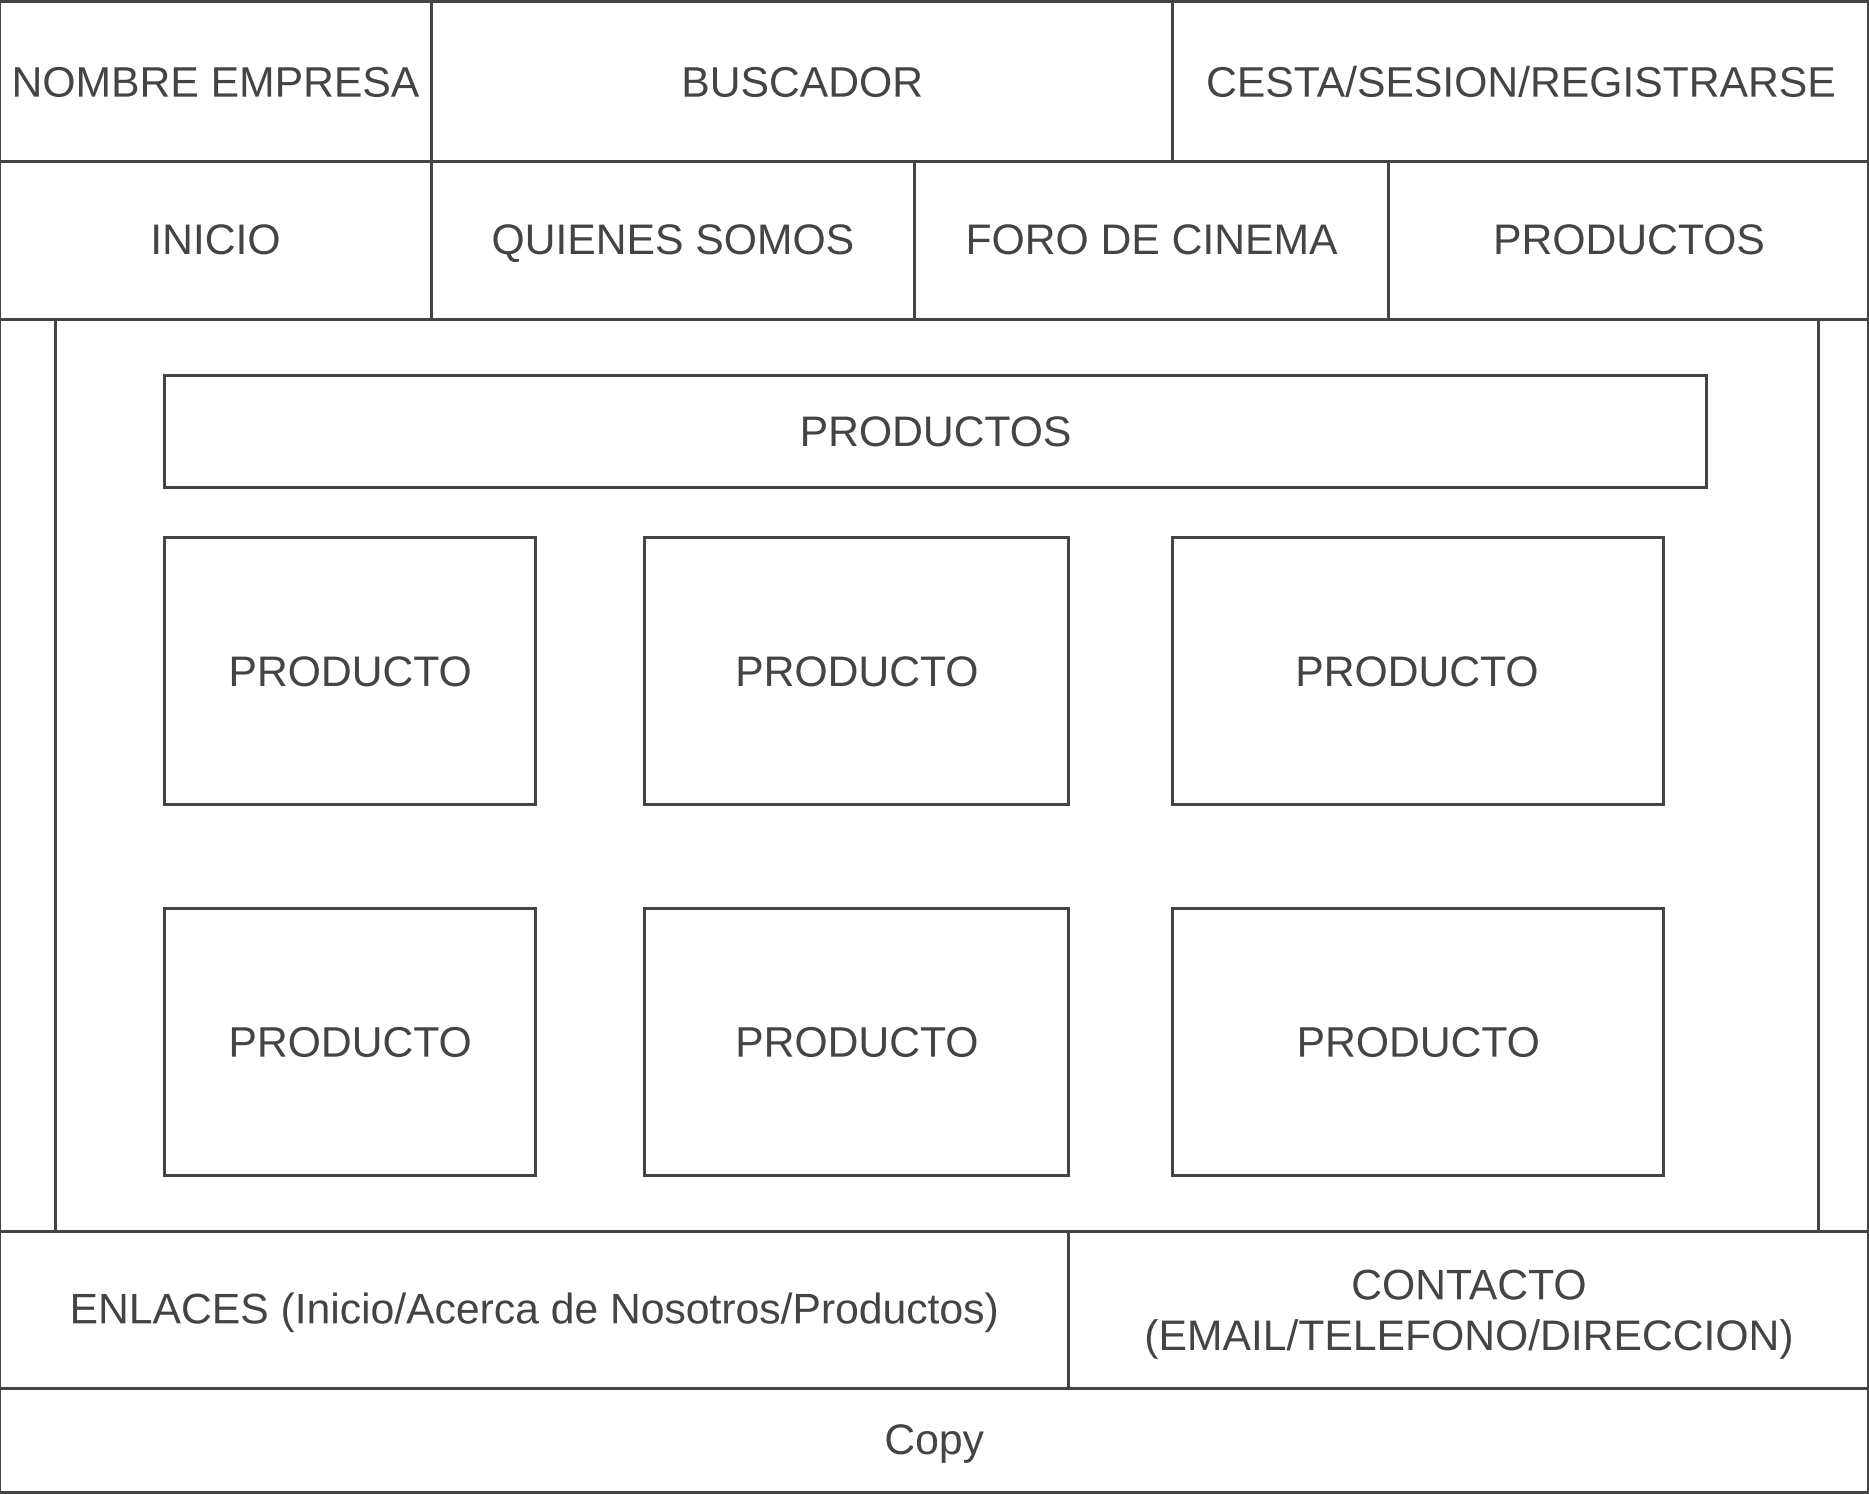 NOMBRE EMPRESA
BUSCADOR
CESTA/SESION/REGISTRARSE
INICIO
QUIENES SOMOS
FORO DE CINEMA
PRODUCTOS
PRODUCTOS
PRODUCTO
PRODUCTO
PRODUCTO
PRODUCTO
PRODUCTO
PRODUCTO
ENLACES (Inicio/Acerca de Nosotros/Productos)
CONTACTO
(EMAIL/TELEFONO/DIRECCION)
Copy